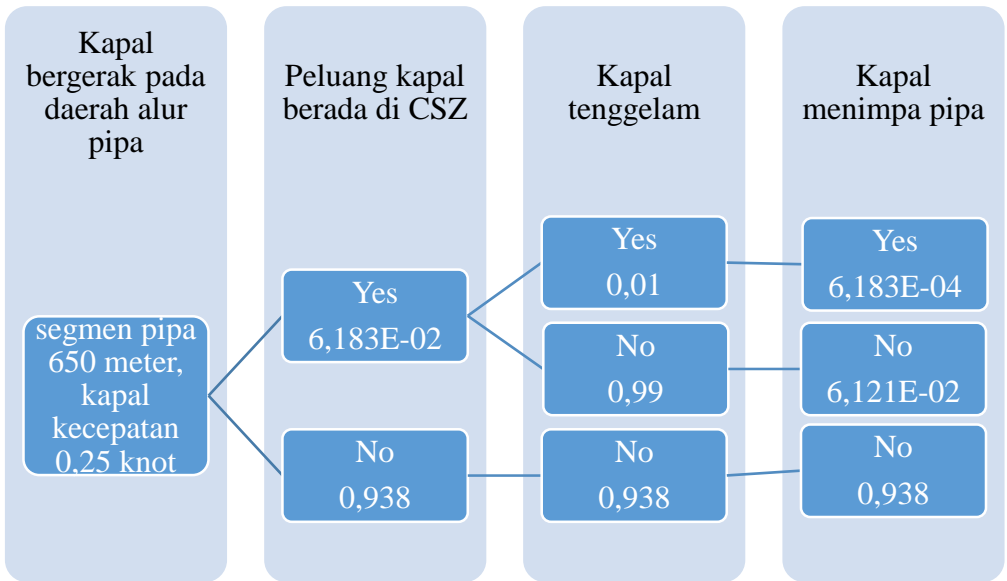 Kapal
bergerak pada
daerah alur
pipa
segmen pipa
650 meter,
kapal
kecepatan
0,25 knot
Peluang kapal
berada di CSZ
Yes
6,183E-02
No
0,938
Kapal
tenggelam
Yes
0,01
No
0,99
No
0,938
Kapal
menimpa pipa
Yes
6,183E-04
No
6,121E-02
No
0,938